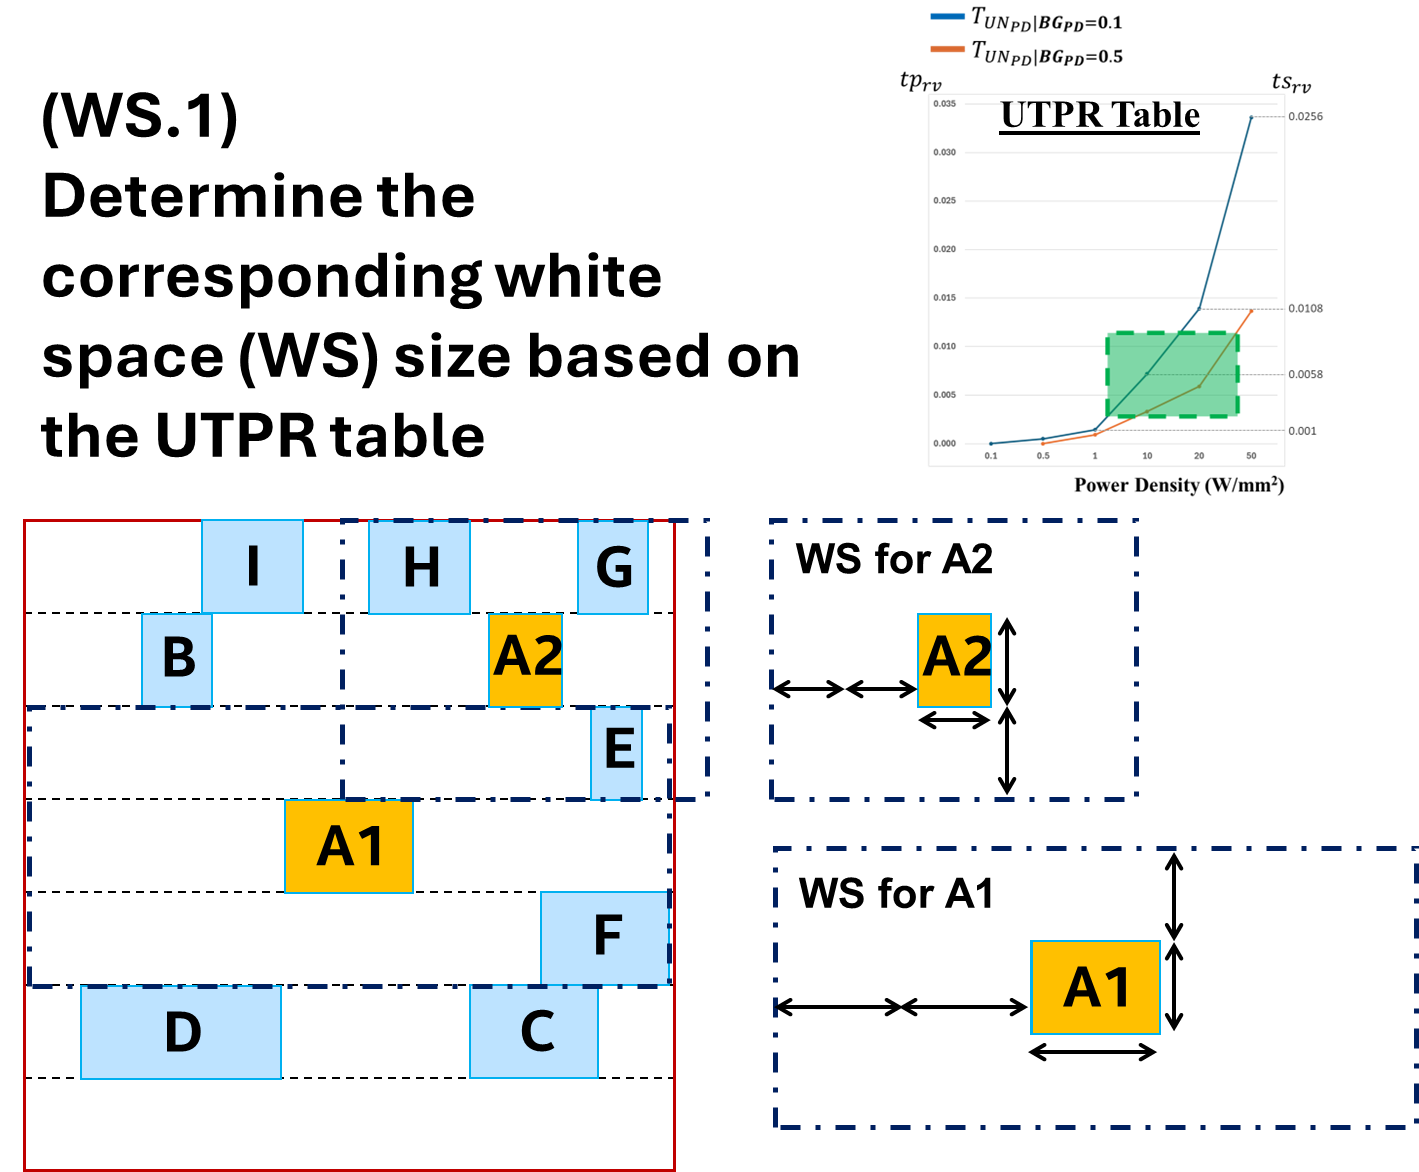 (WS.1)
Determine the
corresponding white
space (WS) size based on
the UTPR table
T_{UN_{PD}|BG_{PD}=0.1}
T_{UN_{PD}|BG_{PD}=0.5}
tp_{rv}
ts_{rv}
UTPR Table
0.035
0.030
0.025
0.020
0.015
0.010
0.005
0.000
0.0256
0.0108
0.0058
0.001
0.1 0.5 1 10 20 50
Power Density (W/mm²)
I H G
B A2
E
A1
F
D C
WS for A2
A2
WS for A1
A1